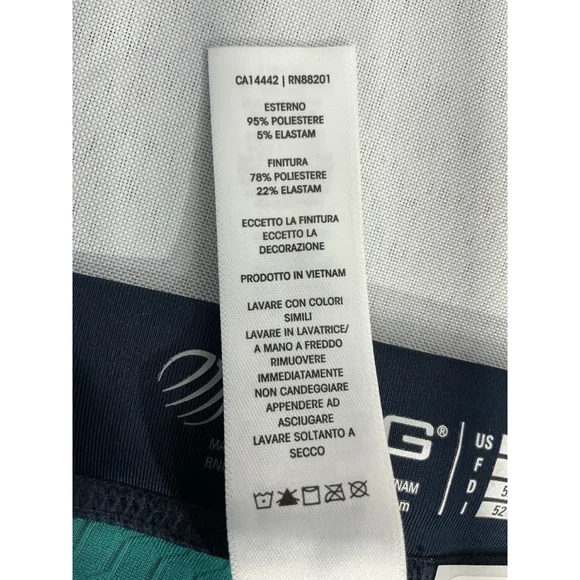 CA14442 | RN88201
ESTERNO
95% POLIESTERE
5% ELASTAM
FINITURA
78% POLIESTERE
22% ELASTAM
ECCETTO LA FINITURA
ECCETTO LA
DECORAZIONE
PRODOTTO IN VIETNAM
LAVARE CON COLORI
SIMILI
LAVARE IN LAVATRICE/
A MANO A FREDDO
RIMUOVERE
IMMEDIATAMENTE
NON CANDEGGIARE
APPENDERE AD
ASCIUGARE
LAVARE SOLTANTO A
SECCO
G®
US
F
D
I 52